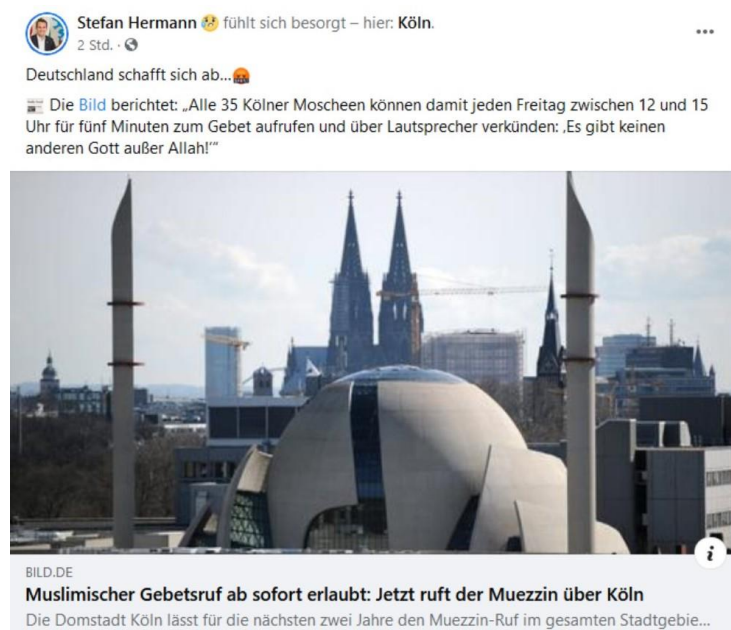 Stefan Hermann 😢 fühlt sich besorgt – hier: Köln.
2 Std. ·
Deutschland schafft sich ab...🤬
📰 Die Bild berichtet: „Alle 35 Kölner Moscheen können damit jeden Freitag zwischen 12 und 15
Uhr für fünf Minuten zum Gebet aufrufen und über Lautsprecher verkünden: ‚Es gibt keinen
anderen Gott außer Allah!‘“
BILD.DE
Muslimischer Gebetsruf ab sofort erlaubt: Jetzt ruft der Muezzin über Köln
Die Domstadt Köln lässt für die nächsten zwei Jahre den Muezzin-Ruf im gesamten Stadtgebie...